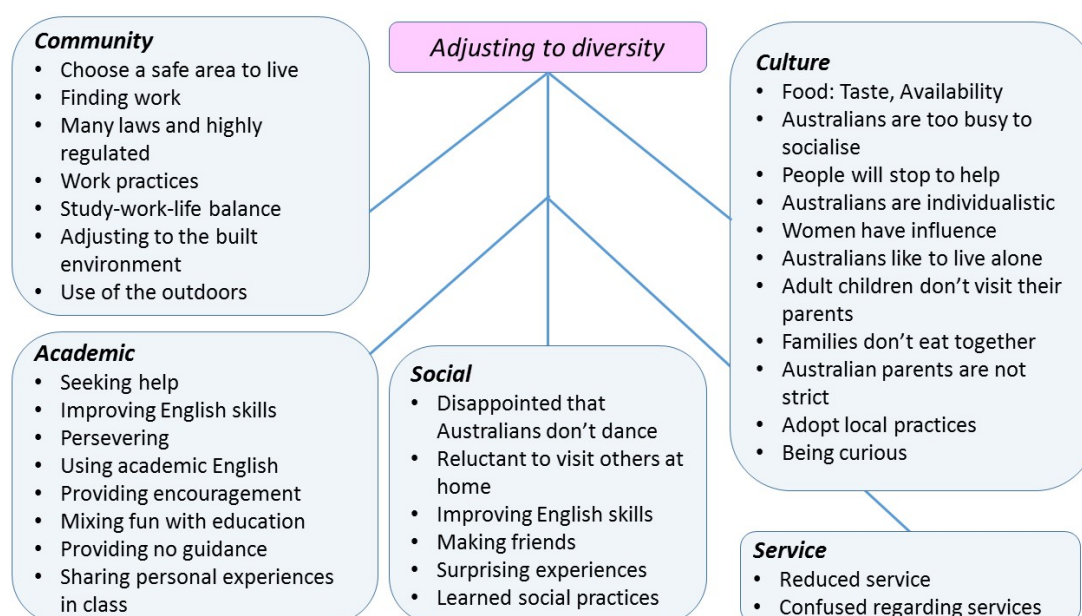 Adjusting to diversity
Community
• Choose a safe area to live
• Finding work
• Many laws and highly
regulated
• Work practices
• Study-work-life balance
• Adjusting to the built
environment
• Use of the outdoors
Culture
• Food: Taste, Availability
• Australians are too busy to
socialise
• People will stop to help
• Australians are individualistic
• Women have influence
• Australians like to live alone
• Adult children don’t visit their
parents
• Families don’t eat together
• Australian parents are not
strict
• Adopt local practices
• Being curious
Academic
• Seeking help
• Improving English skills
• Persevering
• Using academic English
• Providing encouragement
• Mixing fun with education
• Providing no guidance
• Sharing personal experiences
in class
Social
• Disappointed that
Australians don’t dance
• Reluctant to visit others at
home
• Improving English skills
• Making friends
• Surprising experiences
• Learned social practices
Service
• Reduced service
• Confused regarding services